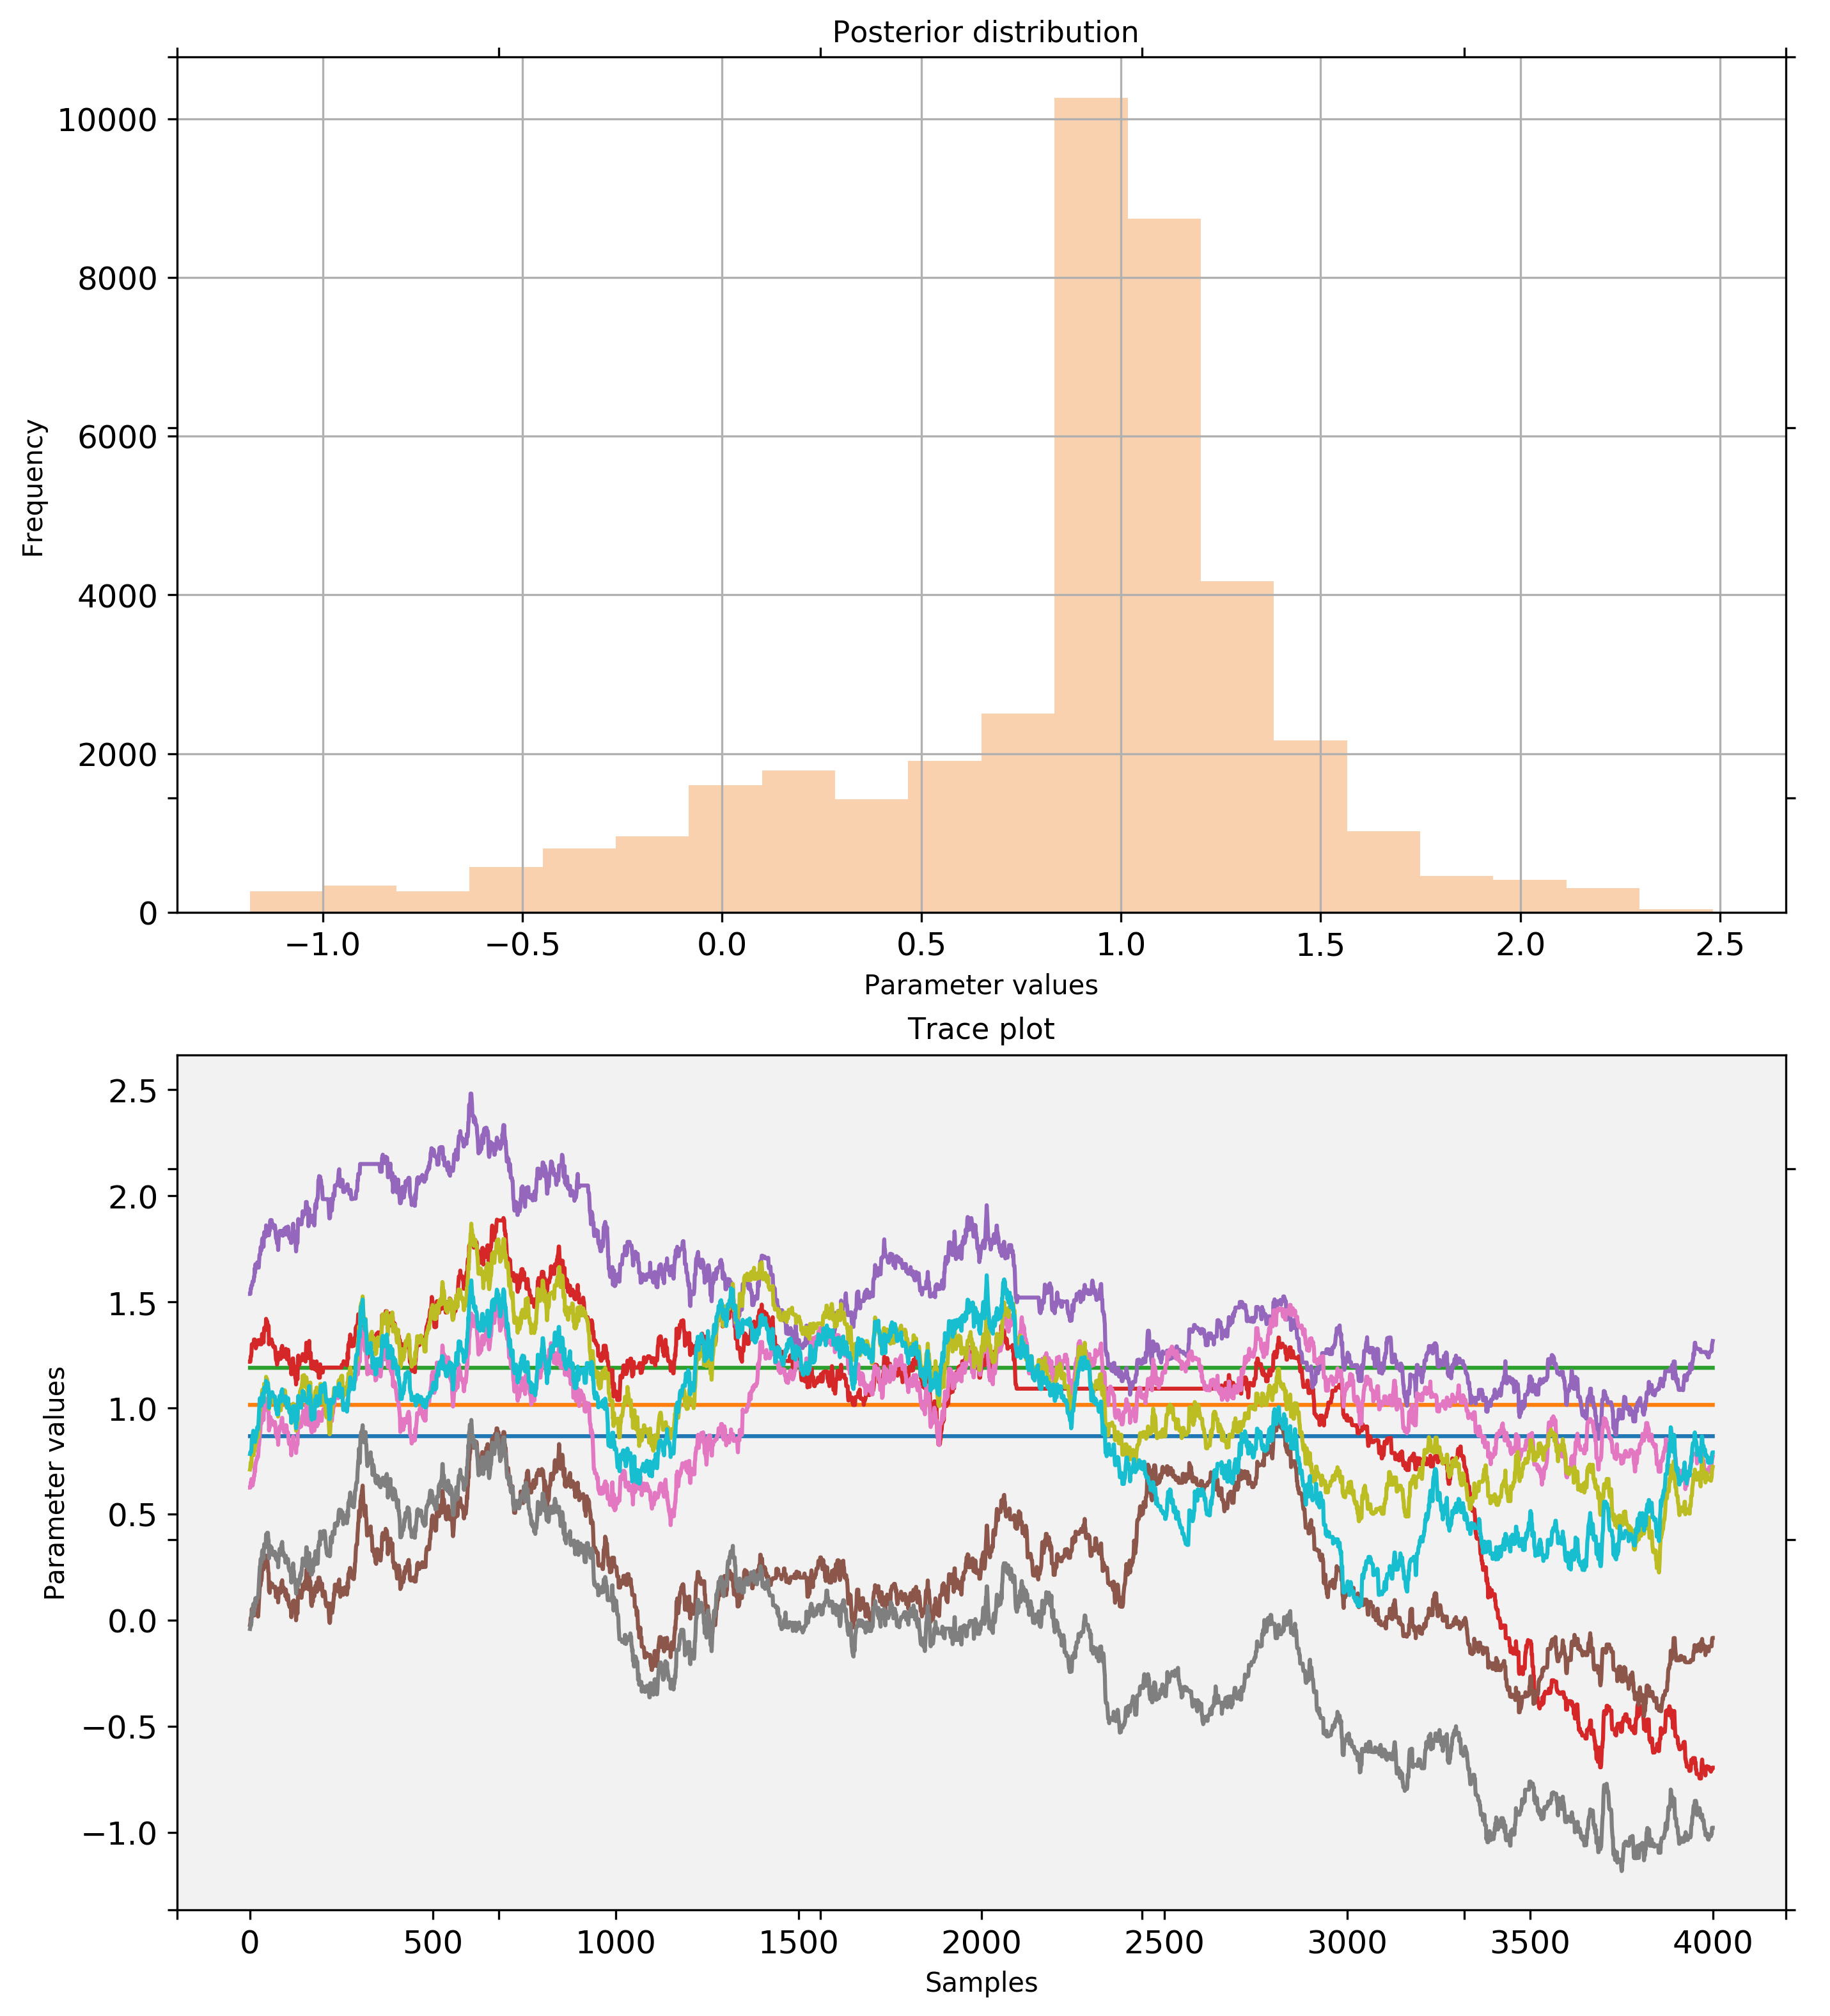 Posterior distribution
10000
8000
6000
4000
2000
0
Frequency
−1.0 −0.5 0.0 0.5 1.0 1.5 2.0 2.5
Parameter values
Trace plot
2.5
2.0
1.5
1.0
0.5
0.0
−0.5
−1.0
Parameter values
0 500 1000 1500 2000 2500 3000 3500 4000
Samples